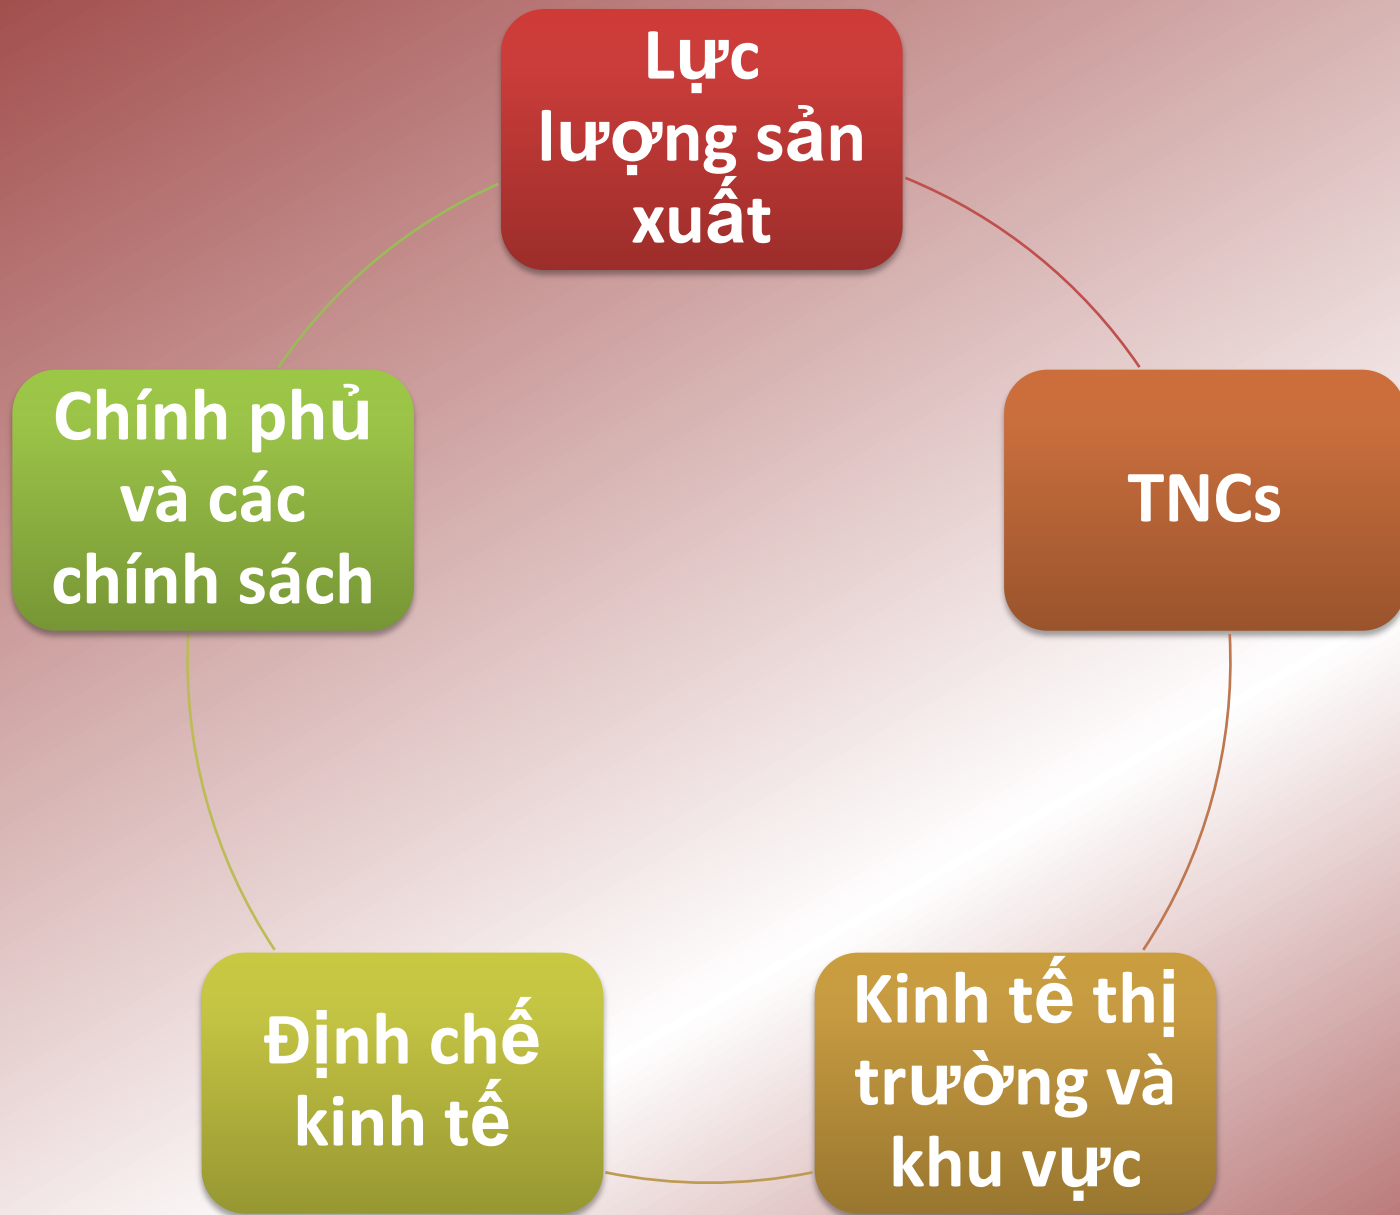 Lực
lượng sản
xuất
Chính phủ
và các
chính sách
TNCs
Định chế
kinh tế
Kinh tế thị
trường và
khu vực